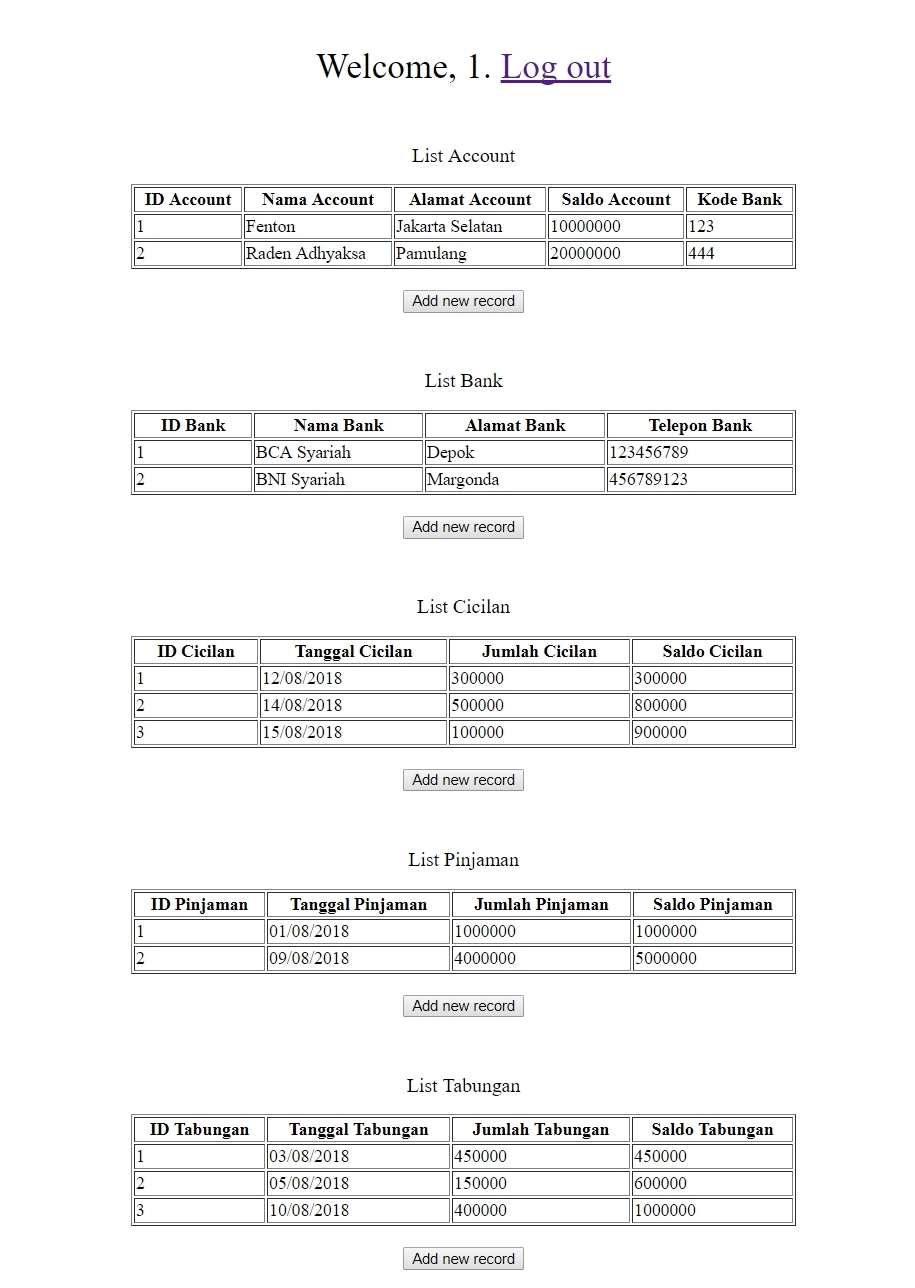 Welcome, 1. Log out
List Account
ID Account Nama Account Alamat Account Saldo Account Kode Bank
1 Fenton Jakarta Selatan 10000000 123
2 Raden Adhyaksa Pamulang 20000000 444
Add new record
List Bank
ID Bank Nama Bank Alamat Bank Telepon Bank
1 BCA Syariah Depok 123456789
2 BNI Syariah Margonda 456789123
Add new record
List Cicilan
ID Cicilan Tanggal Cicilan Jumlah Cicilan Saldo Cicilan
1 12/08/2018 300000 300000
2 14/08/2018 500000 800000
3 15/08/2018 100000 900000
Add new record
List Pinjaman
ID Pinjaman Tanggal Pinjaman Jumlah Pinjaman Saldo Pinjaman
1 01/08/2018 1000000 1000000
2 09/08/2018 4000000 5000000
Add new record
List Tabungan
ID Tabungan Tanggal Tabungan Jumlah Tabungan Saldo Tabungan
1 03/08/2018 450000 450000
2 05/08/2018 150000 600000
3 10/08/2018 400000 1000000
Add new record